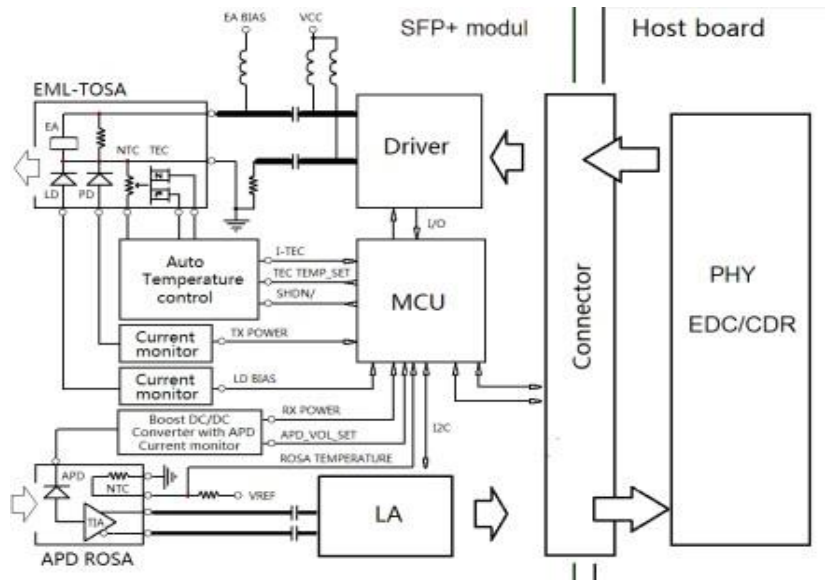 EA BIAS
VCC
SFP+ modul
Host board
EML-TOSA
EA
NTC
TEC
N
P
LD
PD
Driver
I/O
Auto
Temperature
control
I-TEC
TEC TEMP_SET
SHDN/
MCU
Connector
PHY
EDC/CDR
Current
monitor
TX POWER
Current
monitor
LD BIAS
Boost DC/DC
Converter with APD
Current monitor
RX POWER
APD_VOL_SET
I2C
ROSA TEMPERATURE
APD
NTC
VREF
TIA
LA
APD ROSA